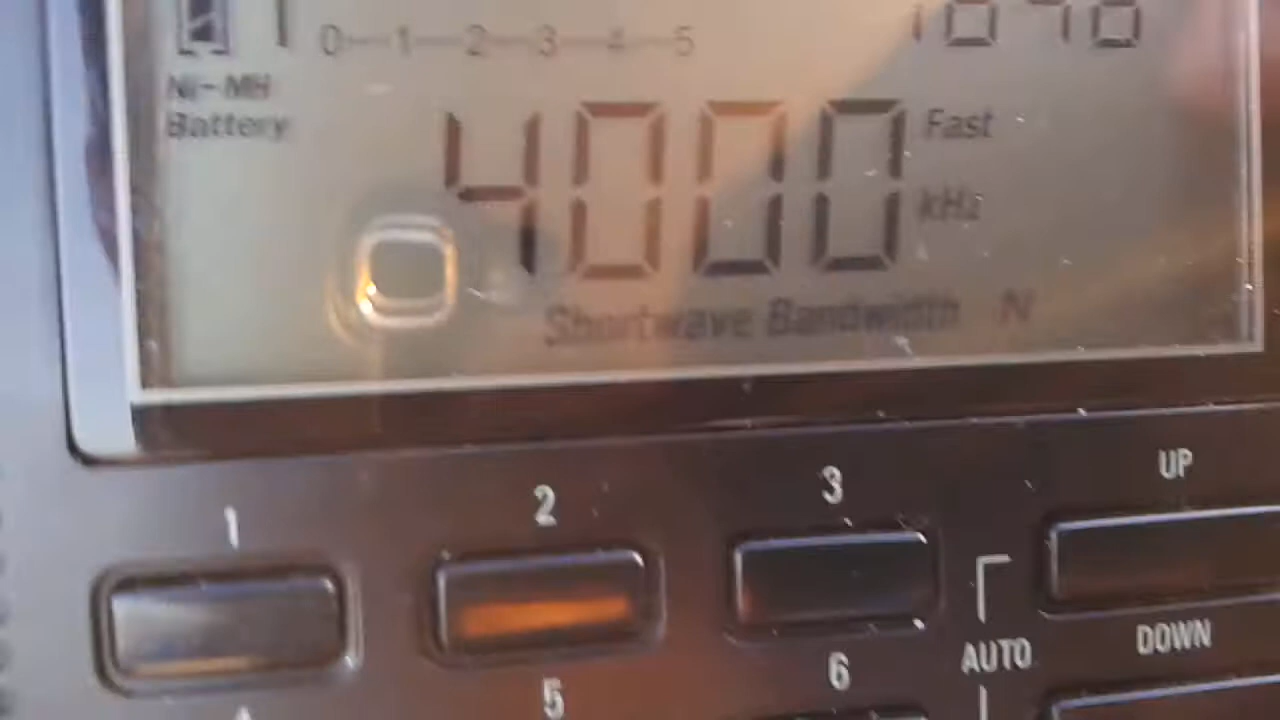 0-1-2-3-4-5
Ni-MH
Battery
4000
Fast
kHz
Shortwave Bandwidth N
1 2 3 UP
AUTO DOWN
5 6